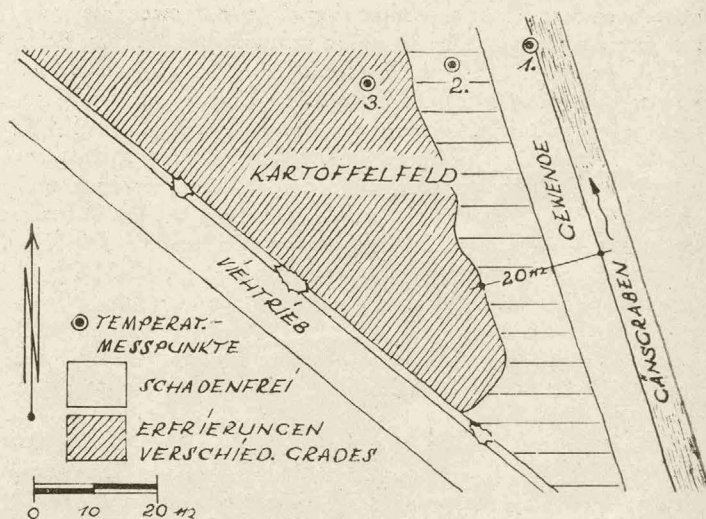 1.
2.
3.
KARTOFFELFELD
GEWENDE
20 m
GÄNSGRABEN
VIEHTRIEB
TEMPERAT.-
MESSPUNKTE
SCHADENFREI
ERFRIERUNGEN
VERSCHIED. GRADES
0 10 20 m